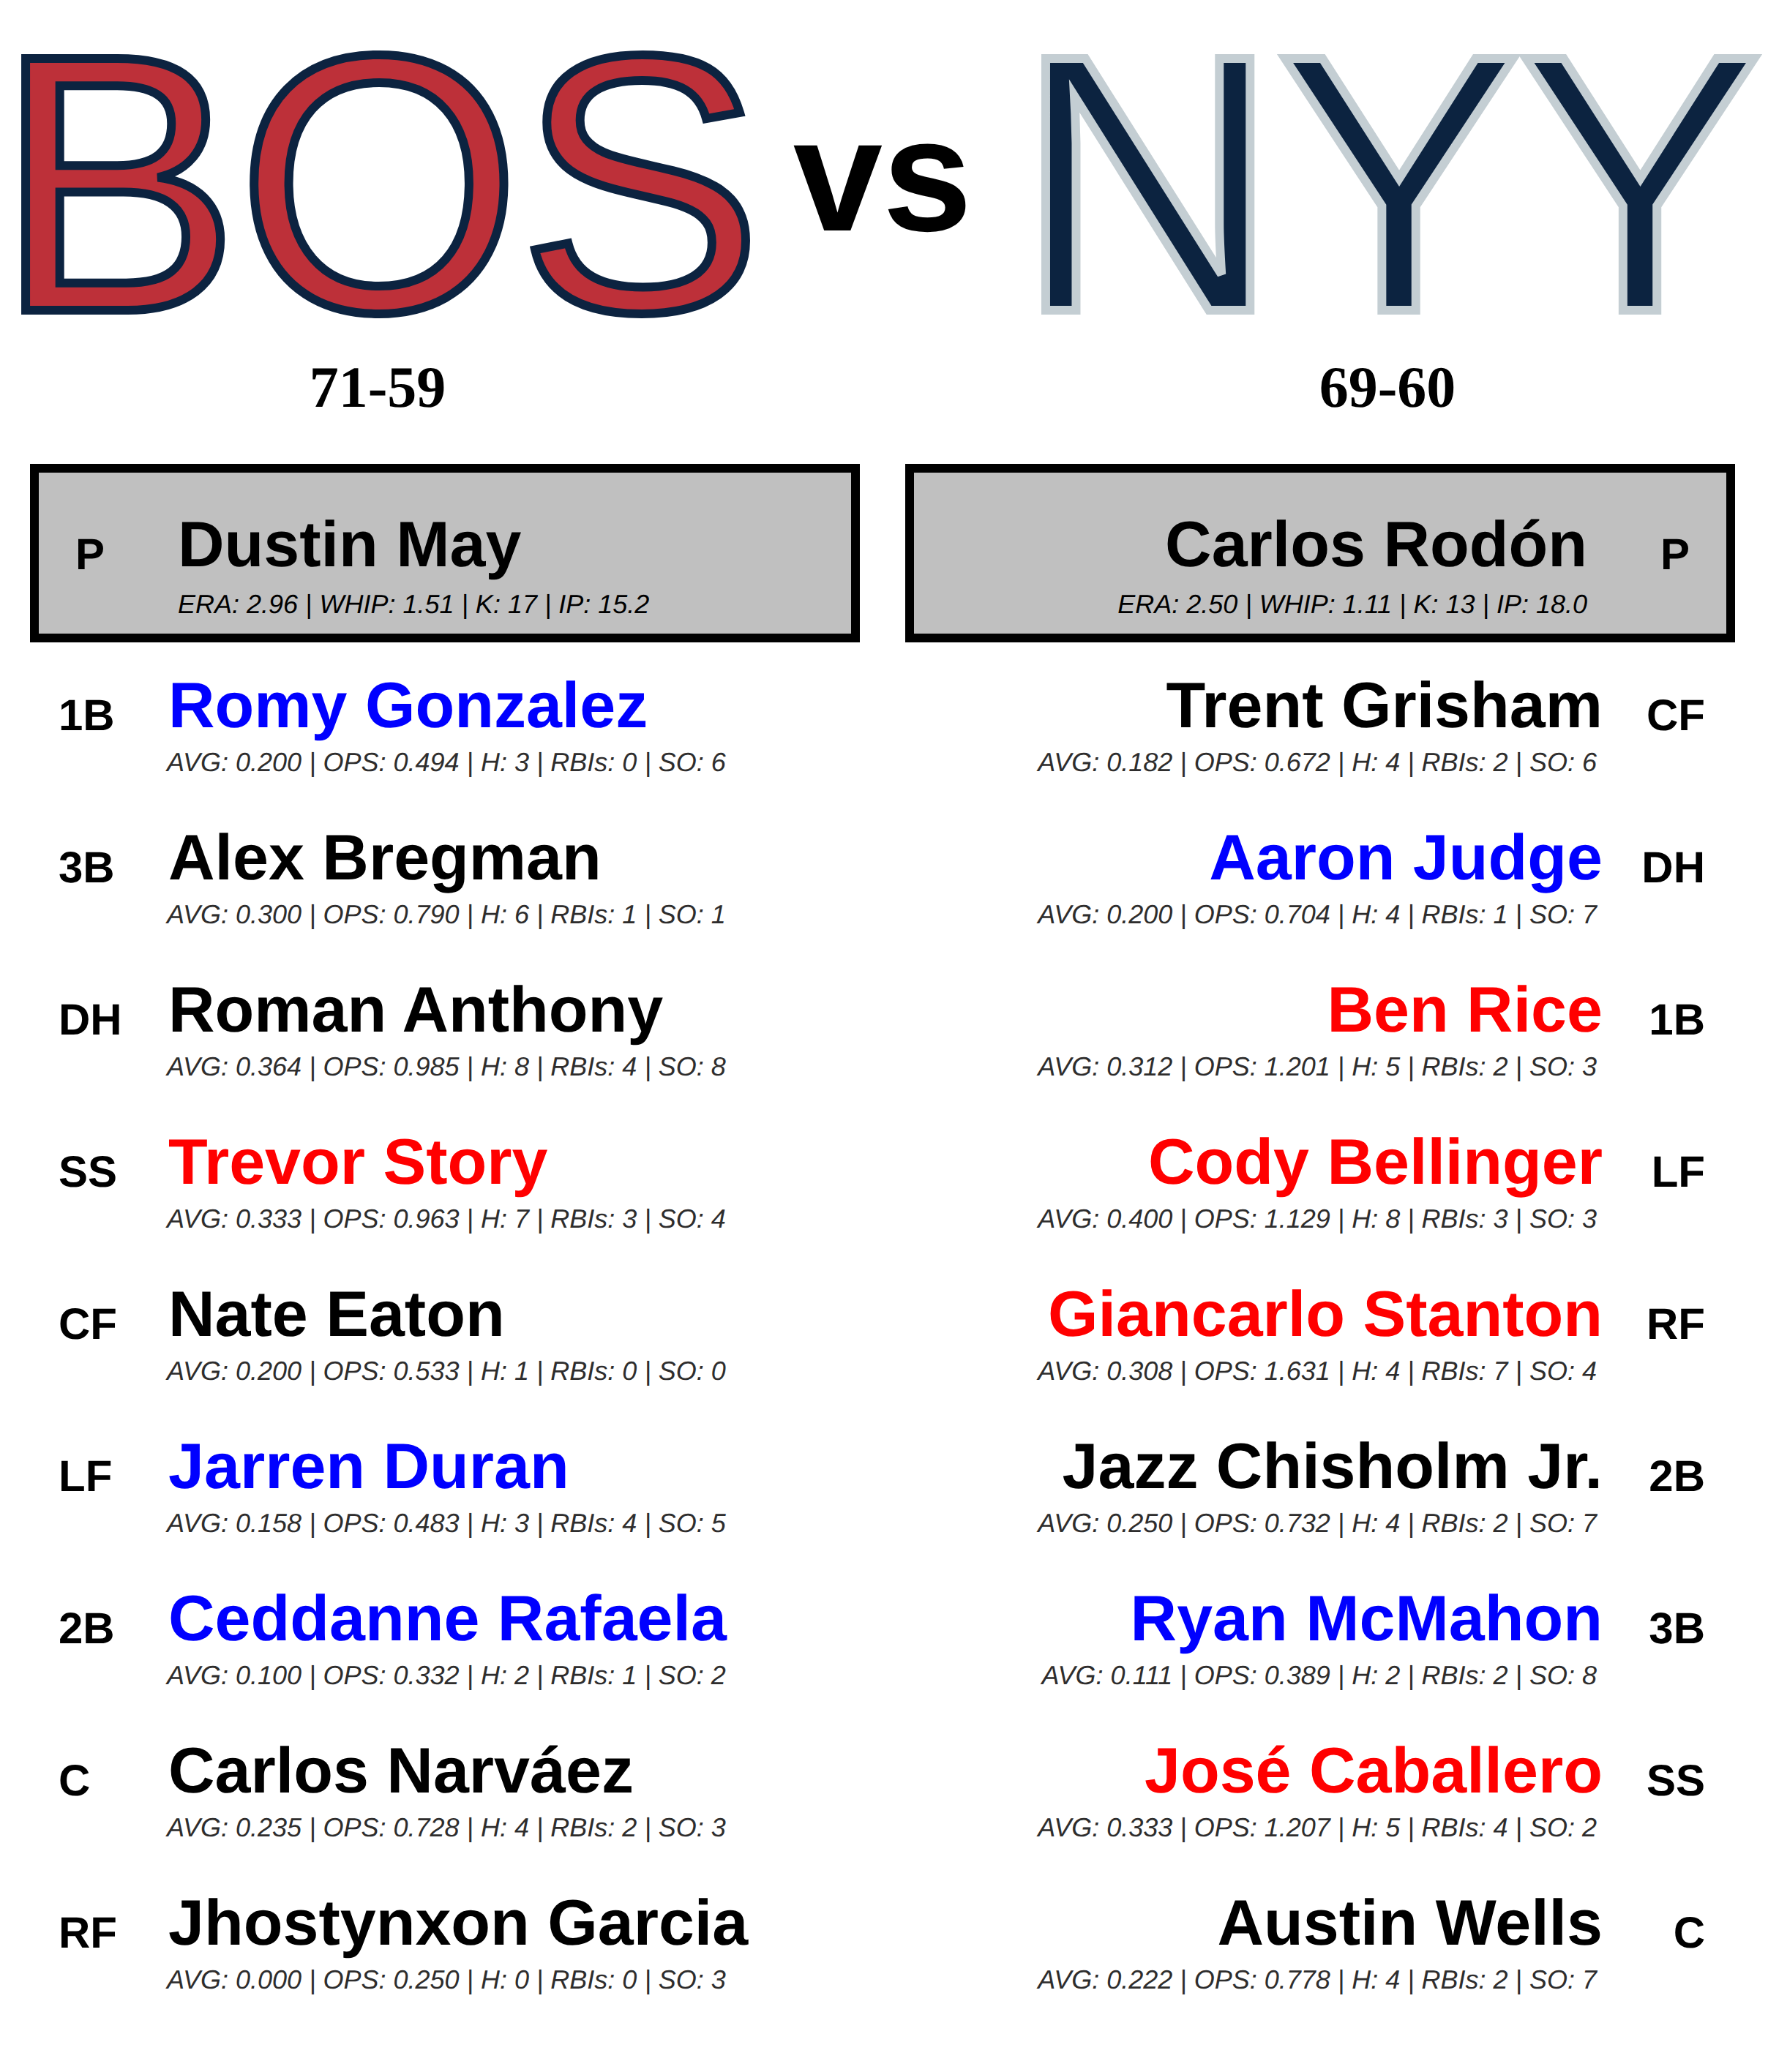 BOS vs NYY
71-59 69-60
P Dustin May
ERA: 2.96 | WHIP: 1.51 | K: 17 | IP: 15.2
Carlos Rodón P
ERA: 2.50 | WHIP: 1.11 | K: 13 | IP: 18.0
1B Romy Gonzalez
AVG: 0.200 | OPS: 0.494 | H: 3 | RBIs: 0 | SO: 6
3B Alex Bregman
AVG: 0.300 | OPS: 0.790 | H: 6 | RBIs: 1 | SO: 1
DH Roman Anthony
AVG: 0.364 | OPS: 0.985 | H: 8 | RBIs: 4 | SO: 8
SS Trevor Story
AVG: 0.333 | OPS: 0.963 | H: 7 | RBIs: 3 | SO: 4
CF Nate Eaton
AVG: 0.200 | OPS: 0.533 | H: 1 | RBIs: 0 | SO: 0
LF Jarren Duran
AVG: 0.158 | OPS: 0.483 | H: 3 | RBIs: 4 | SO: 5
2B Ceddanne Rafaela
AVG: 0.100 | OPS: 0.332 | H: 2 | RBIs: 1 | SO: 2
C Carlos Narváez
AVG: 0.235 | OPS: 0.728 | H: 4 | RBIs: 2 | SO: 3
RF Jhostynxon Garcia
AVG: 0.000 | OPS: 0.250 | H: 0 | RBIs: 0 | SO: 3
Trent Grisham CF
AVG: 0.182 | OPS: 0.672 | H: 4 | RBIs: 2 | SO: 6
Aaron Judge DH
AVG: 0.200 | OPS: 0.704 | H: 4 | RBIs: 1 | SO: 7
Ben Rice 1B
AVG: 0.312 | OPS: 1.201 | H: 5 | RBIs: 2 | SO: 3
Cody Bellinger LF
AVG: 0.400 | OPS: 1.129 | H: 8 | RBIs: 3 | SO: 3
Giancarlo Stanton RF
AVG: 0.308 | OPS: 1.631 | H: 4 | RBIs: 7 | SO: 4
Jazz Chisholm Jr. 2B
AVG: 0.250 | OPS: 0.732 | H: 4 | RBIs: 2 | SO: 7
Ryan McMahon 3B
AVG: 0.111 | OPS: 0.389 | H: 2 | RBIs: 2 | SO: 8
José Caballero SS
AVG: 0.333 | OPS: 1.207 | H: 5 | RBIs: 4 | SO: 2
Austin Wells C
AVG: 0.222 | OPS: 0.778 | H: 4 | RBIs: 2 | SO: 7